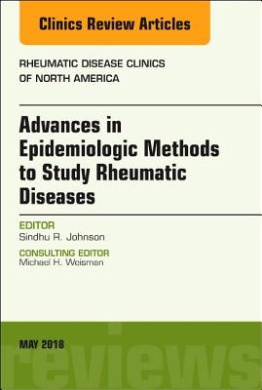 Clinics Review Articles
RHEUMATIC DISEASE CLINICS
OF NORTH AMERICA
Advances in
Epidemiologic Methods
to Study Rheumatic
Diseases
EDITOR
Sindhu R. Johnson
CONSULTING EDITOR
Michael H. Weisman
MAY 2018
reviews